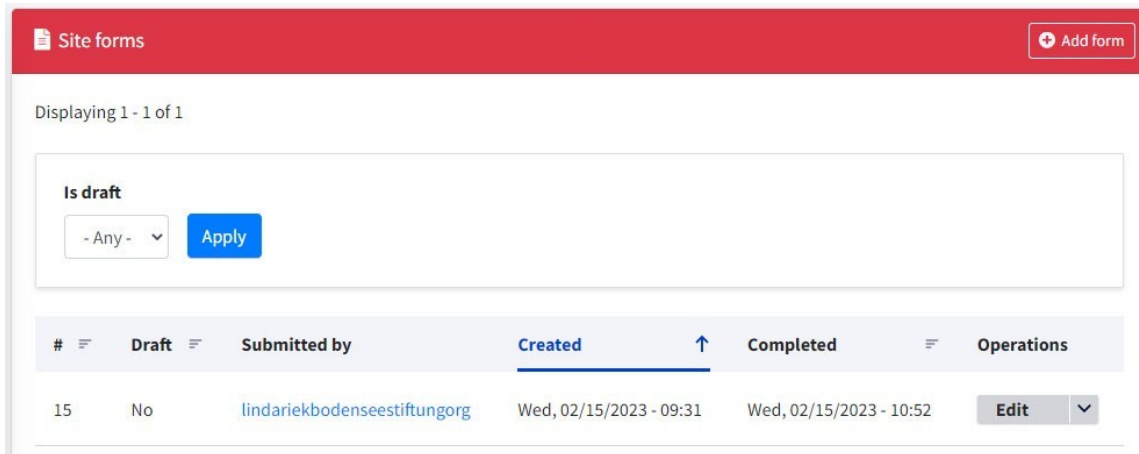 Site forms
Add form
Displaying 1 - 1 of 1
Is draft
- Any -
Apply
# Draft Submitted by Created Completed Operations
15 No lindariekbodenseestiftungorg Wed, 02/15/2023 - 09:31 Wed, 02/15/2023 - 10:52 Edit